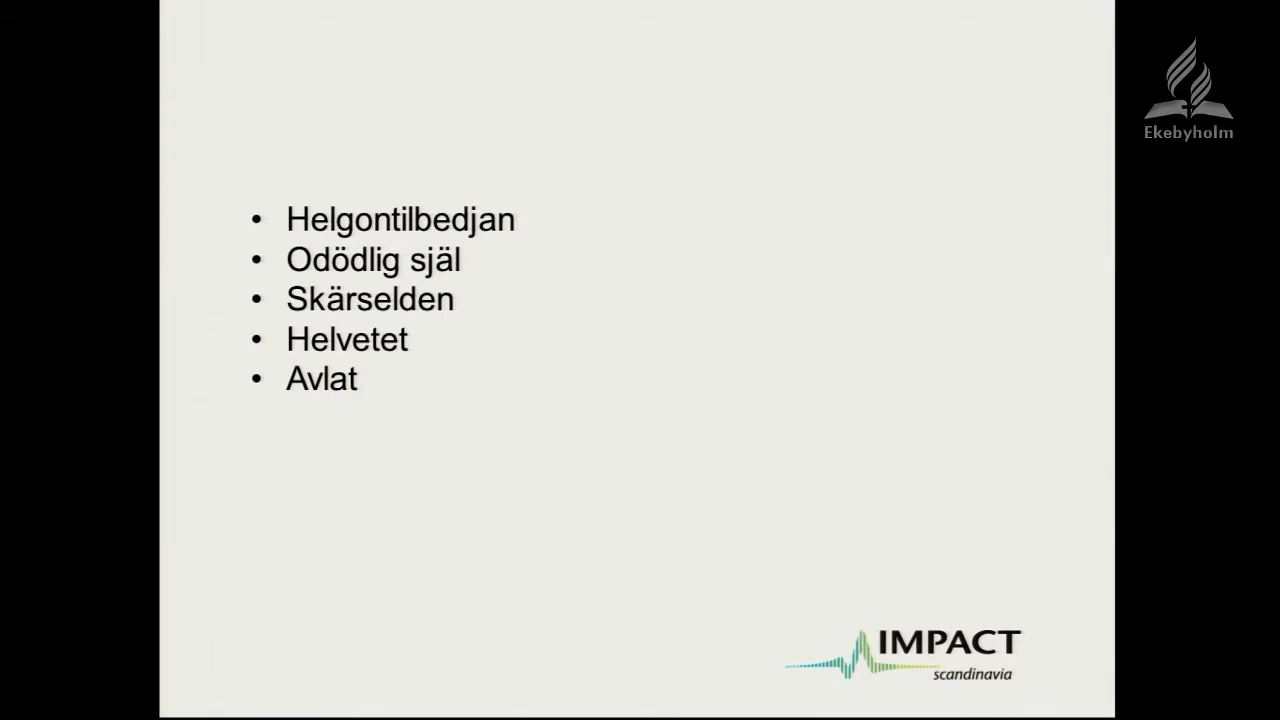 Ekebyholm
• Helgontilbedjan
• Odödlig själ
• Skärselden
• Helvetet
• Avlat
IMPACT
scandinavia